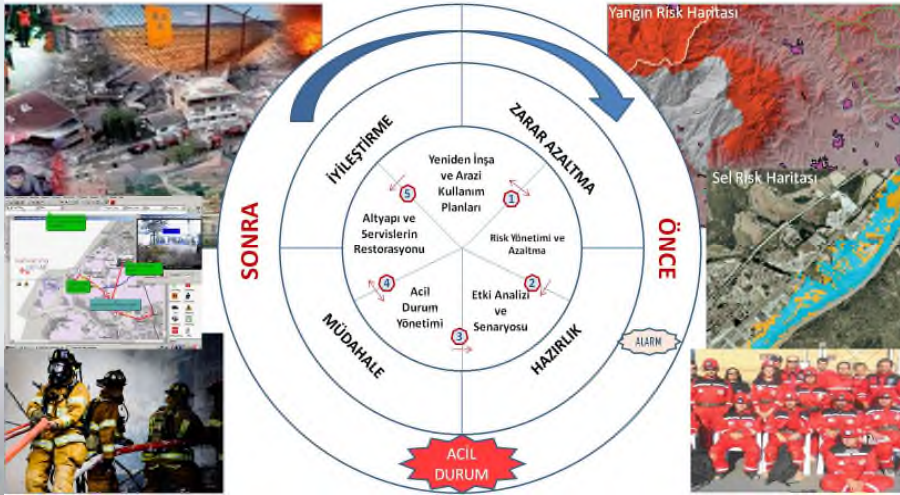 Yangın Risk Haritası
Sel Risk Haritası
SONRA
ÖNCE
İYİLEŞTİRME
ZARAR AZALTMA
MÜDAHALE
HAZIRLIK
Yeniden İnşa
ve Arazi
Kullanım
Planları
Altyapı ve
Servislerin
Restorasyonu
Risk Yönetimi ve
Azaltma
Acil
Durum
Yönetimi
Etki Analizi
ve
Senaryosu
5
1
4
2
3
ALARM
ACİL
DURUM